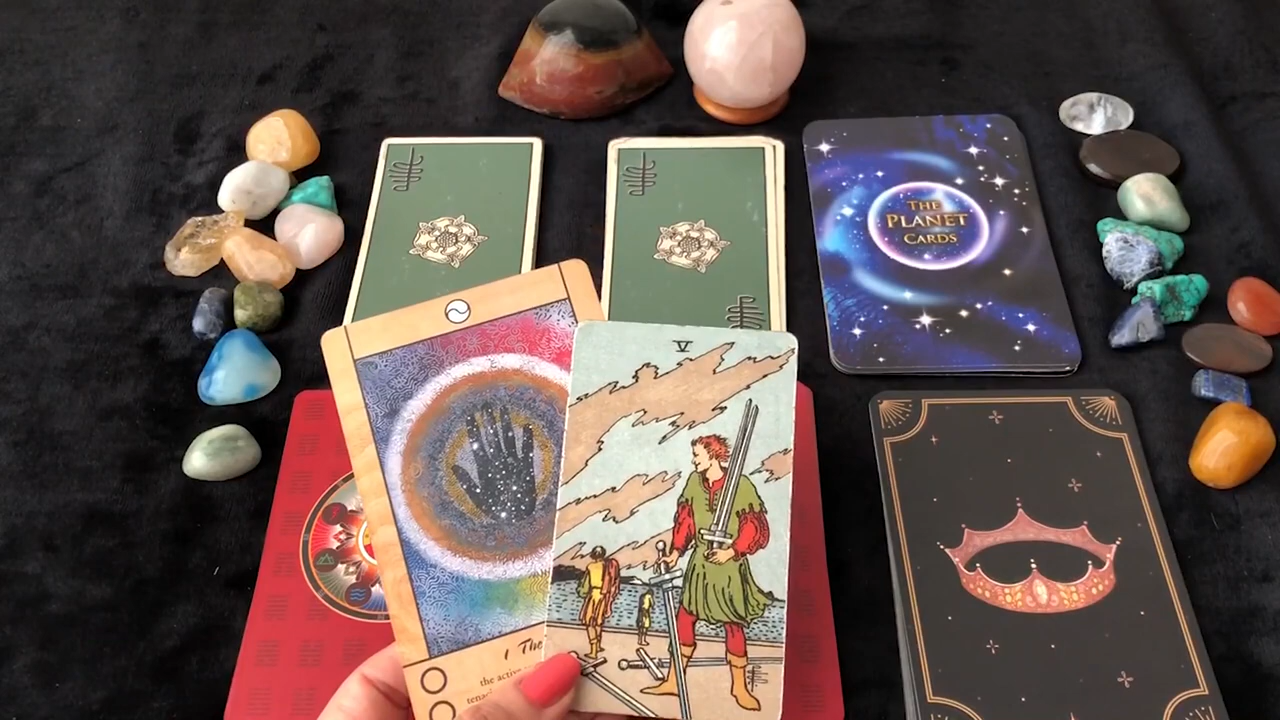 THE
PLANET
CARDS
V
1 The
the active